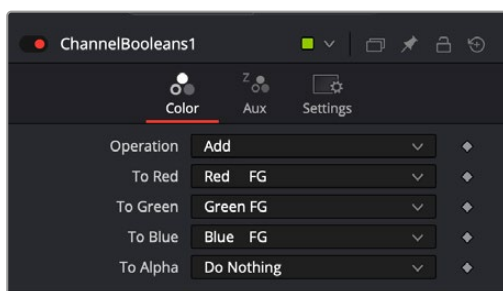 ChannelBooleans1
Z
Color Aux Settings
Operation Add
To Red Red FG
To Green Green FG
To Blue Blue FG
To Alpha Do Nothing